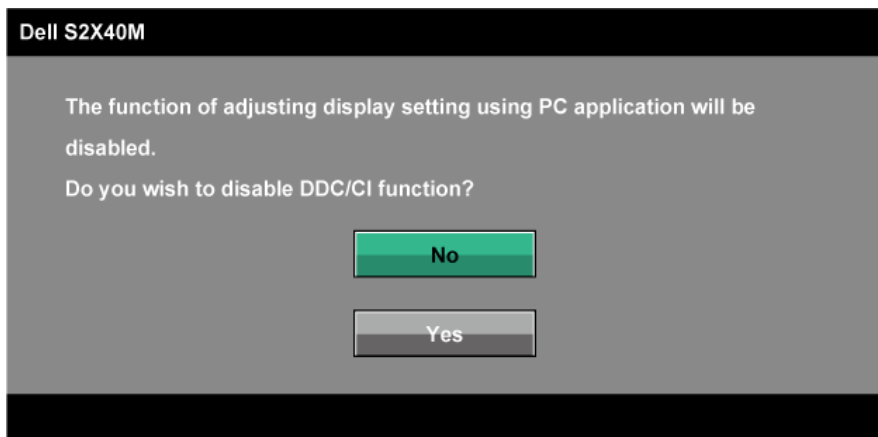 Dell S2X40M
The function of adjusting display setting using PC application will be
disabled.
Do you wish to disable DDC/CI function?
No
Yes